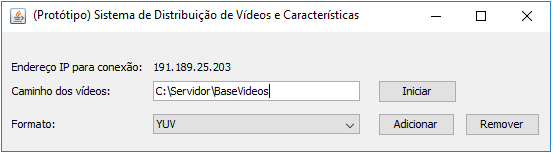 (Protótipo) Sistema de Distribuição de Vídeos e Características
Endereço IP para conexão: 191.189.25.203
Caminho dos vídeos: C:\Servidor\BaseVideos Iniciar
Formato: YUV Adicionar Remover